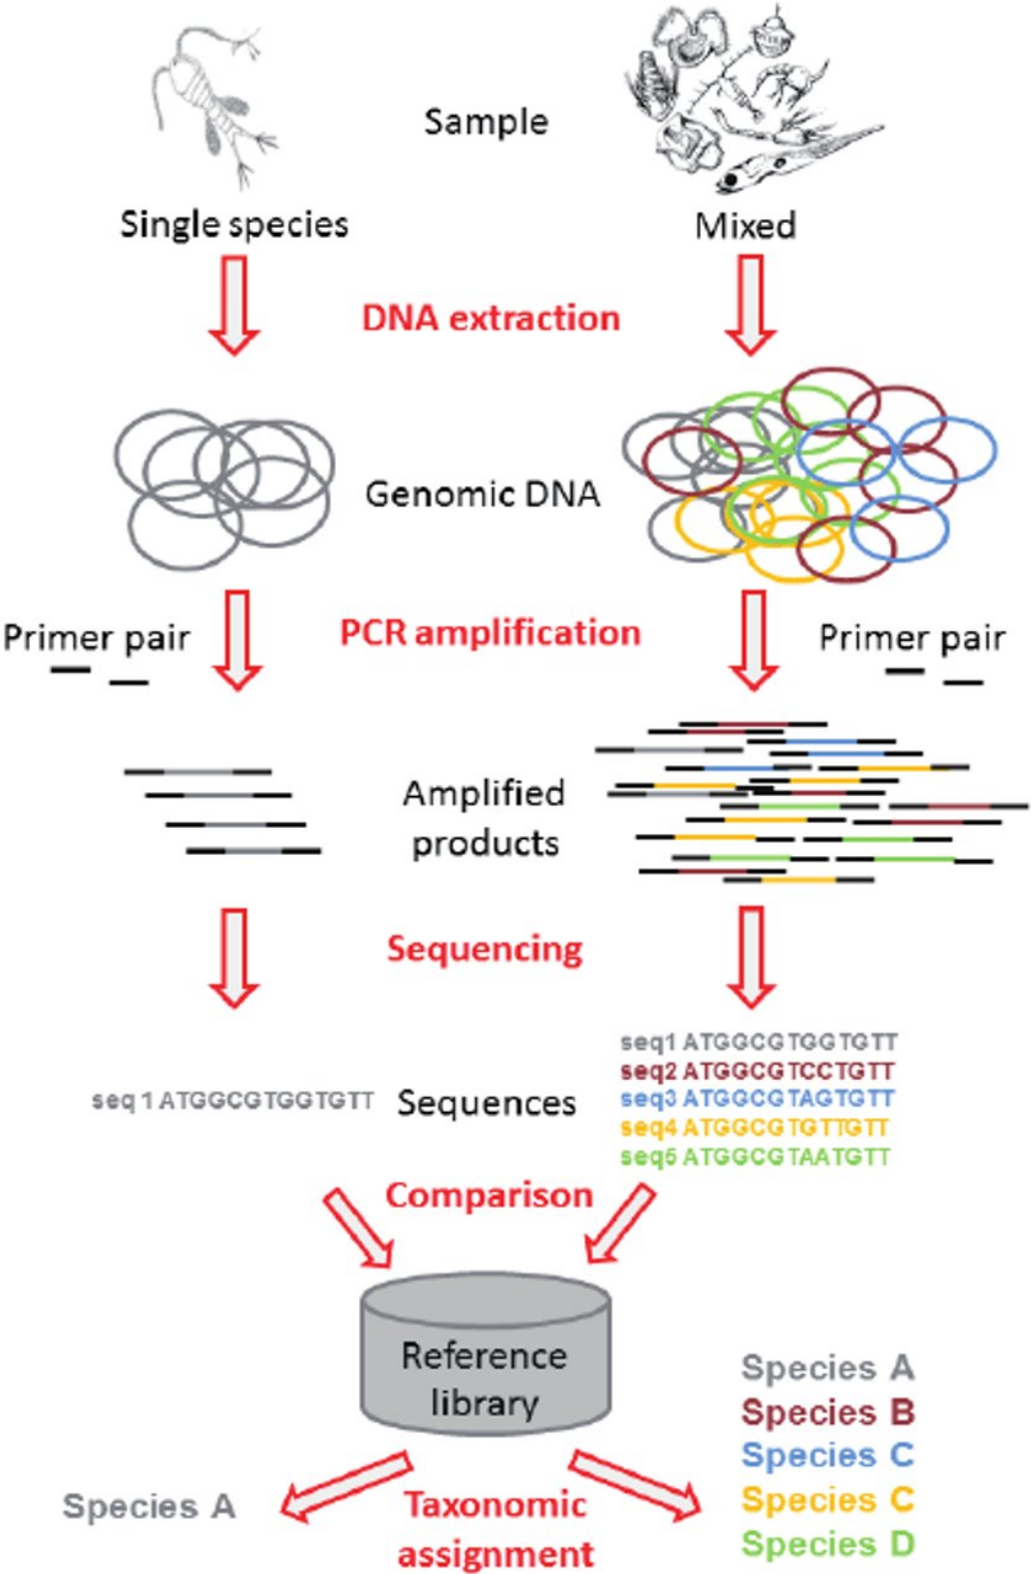 Sample
Single species
Mixed
DNA extraction
Genomic DNA
Primer pair
PCR amplification
Primer pair
Amplified
products
Sequencing
seq 1 ATGGCGTGGTGTT
Sequences
seq1 ATGGCGTGGTGTT
seq2 ATGGCGTCCTGTT
seq3 ATGGCGTAGTGTT
seq4 ATGGCGTGTTGTT
seq5 ATGGCGTAATGTT
Comparison
Reference
library
Species A
Taxonomic
assignment
Species A
Species B
Species C
Species C
Species D